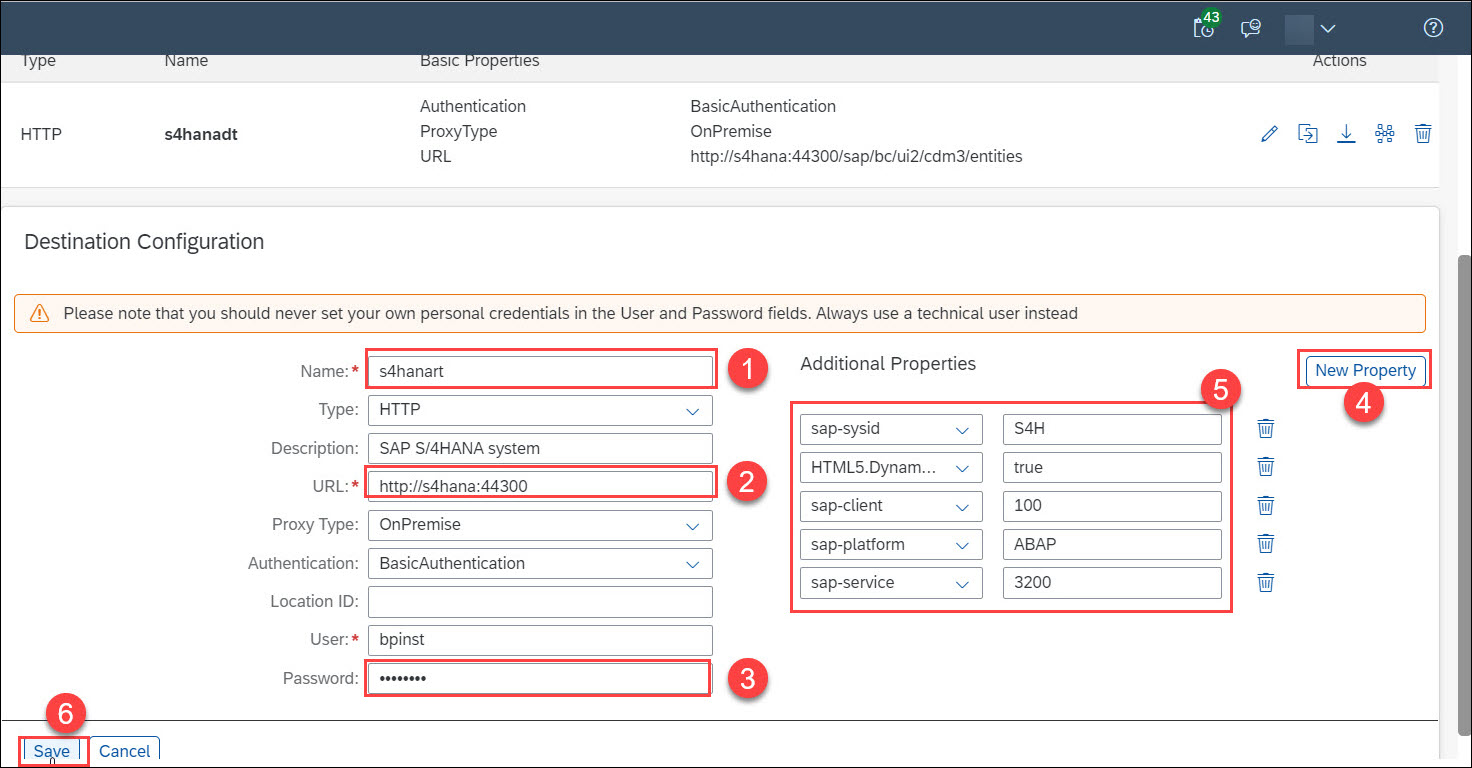 43
Type Name Basic Properties Actions
HTTP s4hanadt
Authentication BasicAuthentication
ProxyType OnPremise
URL http://s4hana:44300/sap/bc/ui2/cdm3/entities
Destination Configuration
Please note that you should never set your own personal credentials in the User and Password fields. Always use a technical user instead
Name:* s4hanart 1
Type: HTTP
Description: SAP S/4HANA system
URL:* http://s4hana:44300 2
Proxy Type: OnPremise
Authentication: BasicAuthentication
Location ID:
User:* bpinst
Password: •••••••• 3
Additional Properties
New Property
4
5
sap-sysid S4H
HTML5.Dynam... true
sap-client 100
sap-platform ABAP
sap-service 3200
6
Save Cancel